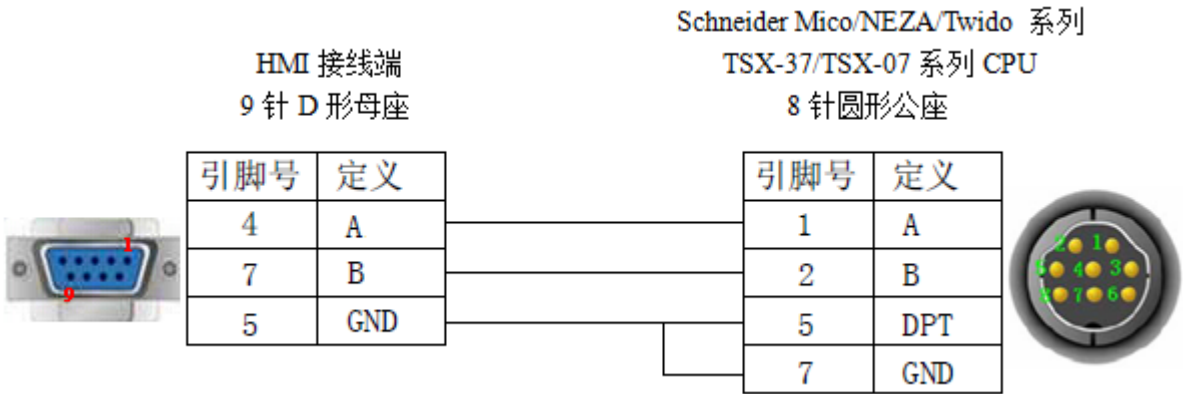 Schneider Mico/NEZA/Twido 系列
HMI 接线端
TSX-37/TSX-07 系列 CPU
9 针 D 形母座
8 针圆形公座
引脚号 定义
4 A
7 B
5 GND
引脚号 定义
1 A
2 B
5 DPT
7 GND
1
9
2 1
5 4 3
8 7 6